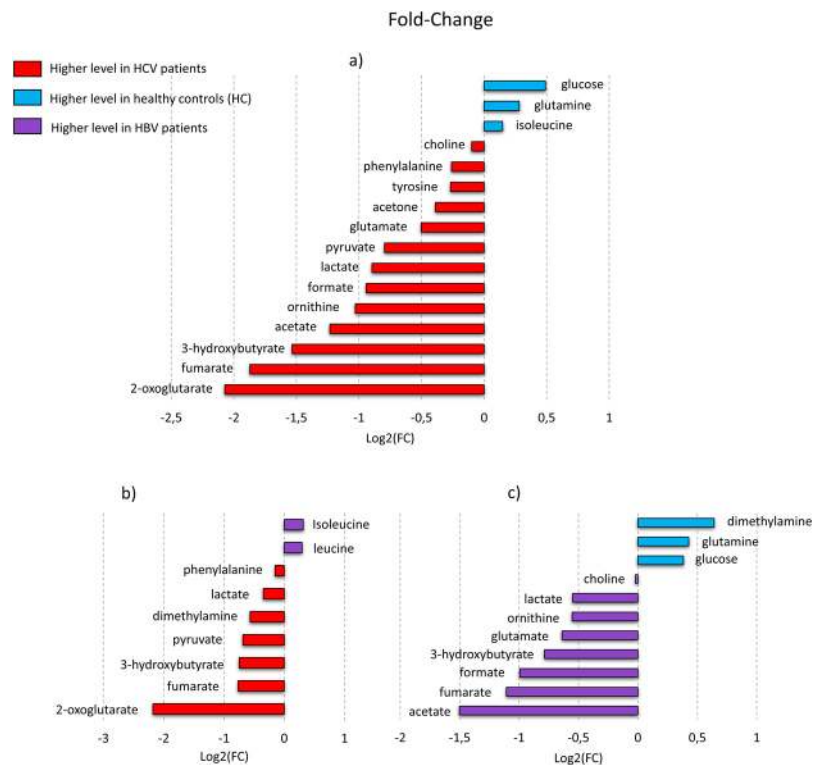 Fold-Change
Higher level in HCV patients
Higher level in healthy controls (HC)
Higher level in HBV patients
a)
glucose
glutamine
isoleucine
choline
phenylalanine
tyrosine
acetone
glutamate
pyruvate
lactate
formate
ornithine
acetate
3-hydroxybutyrate
fumarate
2-oxoglutarate
-2,5 -2 -1,5 -1 -0,5 0 0,5 1
Log2(FC)
b)
Isoleucine
leucine
phenylalanine
lactate
dimethylamine
pyruvate
3-hydroxybutyrate
fumarate
2-oxoglutarate
-3 -2 -1 0 1
Log2(FC)
c)
dimethylamine
glutamine
glucose
choline
lactate
ornithine
glutamate
3-hydroxybutyrate
formate
fumarate
acetate
-2 -1,5 -1 -0,5 0 0,5 1
Log2(FC)